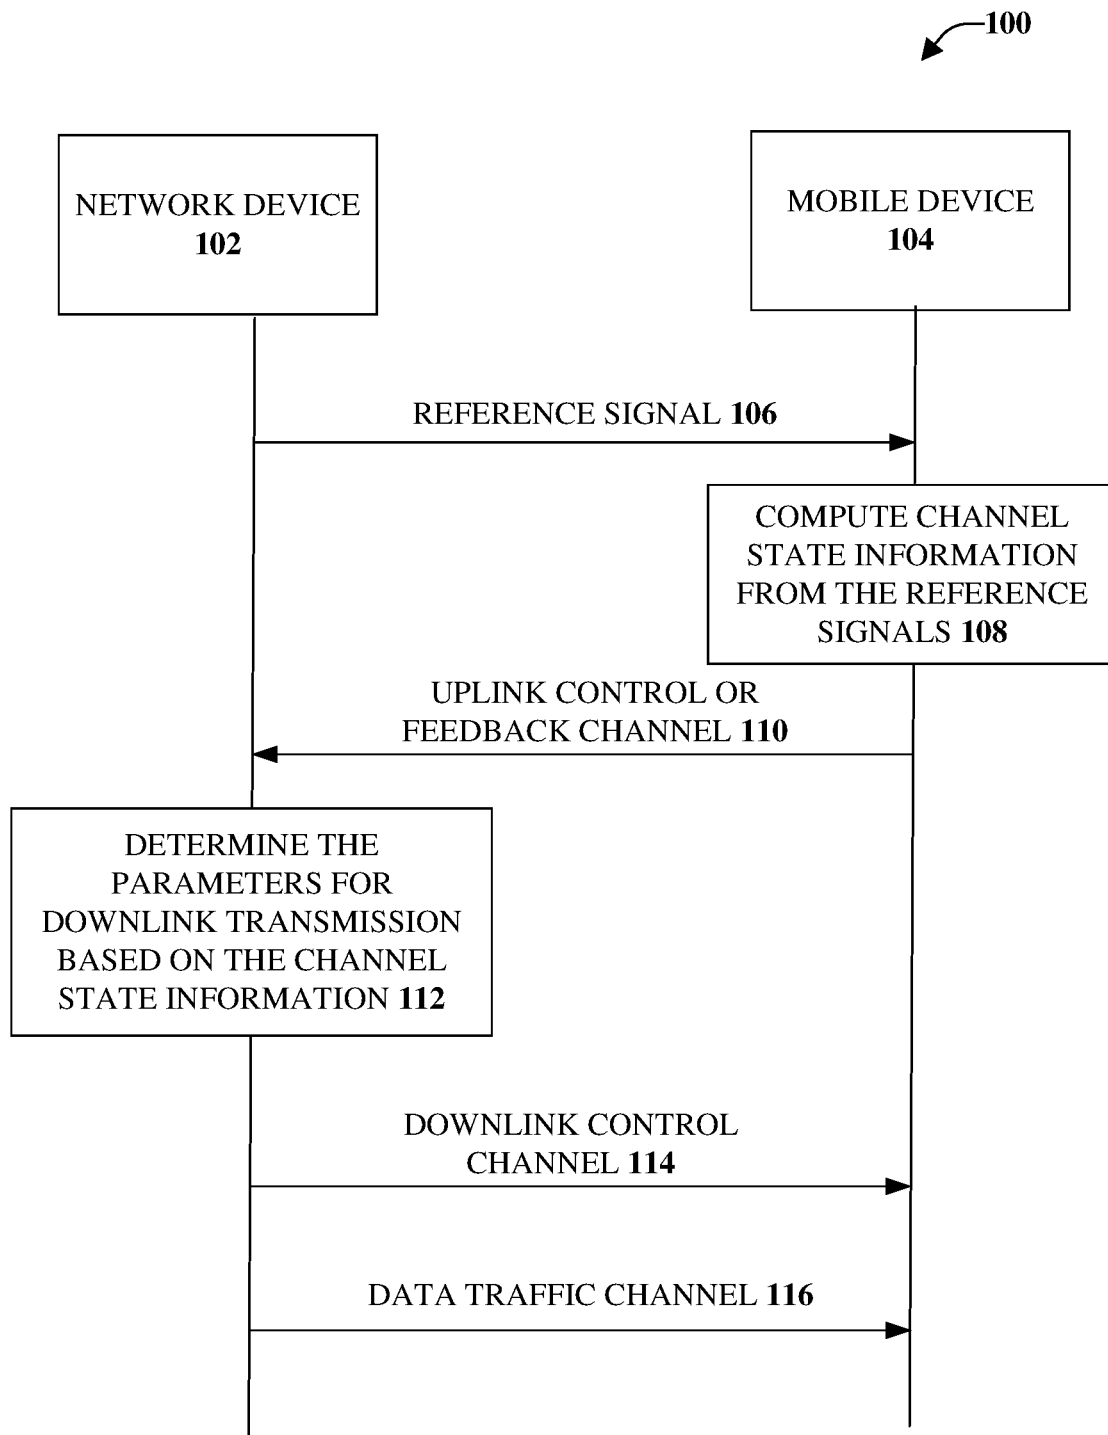 100
NETWORK DEVICE
102
MOBILE DEVICE
104
REFERENCE SIGNAL 106
COMPUTE CHANNEL
STATE INFORMATION
FROM THE REFERENCE
SIGNALS 108
UPLINK CONTROL OR
FEEDBACK CHANNEL 110
DETERMINE THE
PARAMETERS FOR
DOWNLINK TRANSMISSION
BASED ON THE CHANNEL
STATE INFORMATION 112
DOWNLINK CONTROL
CHANNEL 114
DATA TRAFFIC CHANNEL 116